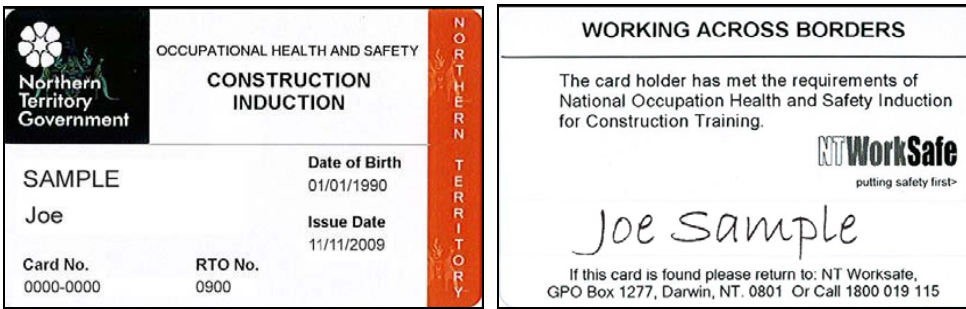 Northern
Territory
Government
OCCUPATIONAL HEALTH AND SAFETY
CONSTRUCTION
INDUCTION
SAMPLE
Joe
Date of Birth
01/01/1990
Issue Date
11/11/2009
Card No.
0000-0000
RTO No.
0900
NORTHERN TERRITORY
WORKING ACROSS BORDERS
The card holder has met the requirements of
National Occupation Health and Safety Induction
for Construction Training.
NTWorkSafe
putting safety first>
Joe Sample
If this card is found please return to: NT Worksafe,
GPO Box 1277, Darwin, NT. 0801 Or Call 1800 019 115